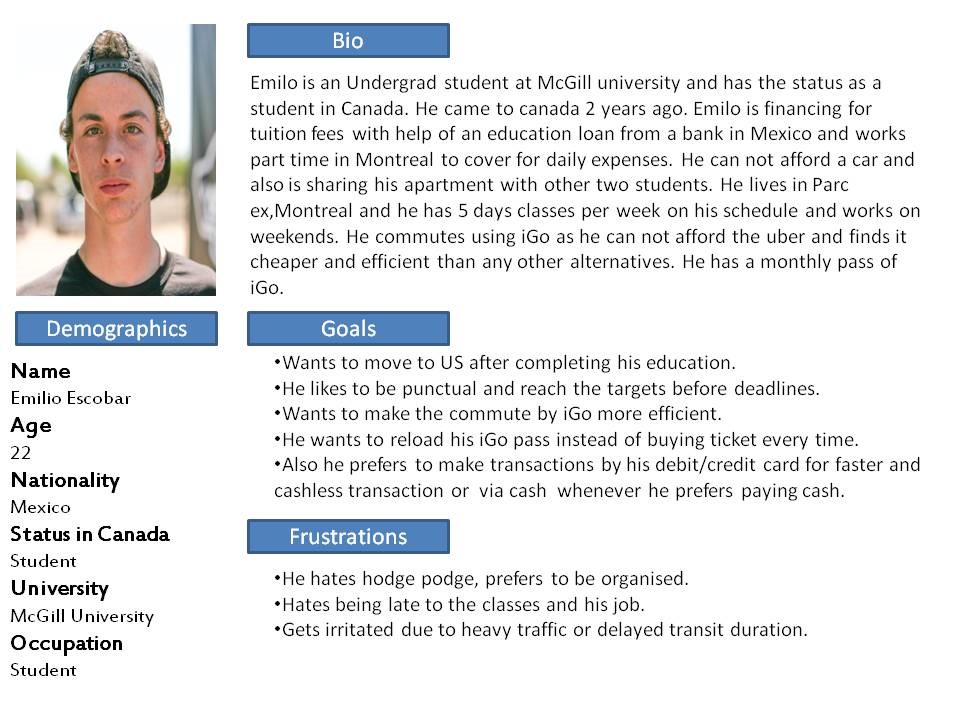 Bio
Emilo is an Undergrad student at McGill university and has the status as a
student in Canada. He came to canada 2 years ago. Emilo is financing for
tuition fees with help of an education loan from a bank in Mexico and works
part time in Montreal to cover for daily expenses. He can not afford a car and
also is sharing his apartment with other two students. He lives in Parc
ex,Montreal and he has 5 days classes per week on his schedule and works on
weekends. He commutes using iGo as he can not afford the uber and finds it
cheaper and efficient than any other alternatives. He has a monthly pass of
iGo.
Demographics
Name
Emilio Escobar
Age
22
Nationality
Mexico
Status in Canada
Student
University
McGill University
Occupation
Student
Goals
•Wants to move to US after completing his education.
•He likes to be punctual and reach the targets before deadlines.
•Wants to make the commute by iGo more efficient.
•He wants to reload his iGo pass instead of buying ticket every time.
•Also he prefers to make transactions by his debit/credit card for faster and
cashless transaction or via cash whenever he prefers paying cash.
Frustrations
•He hates hodge podge, prefers to be organised.
•Hates being late to the classes and his job.
•Gets irritated due to heavy traffic or delayed transit duration.